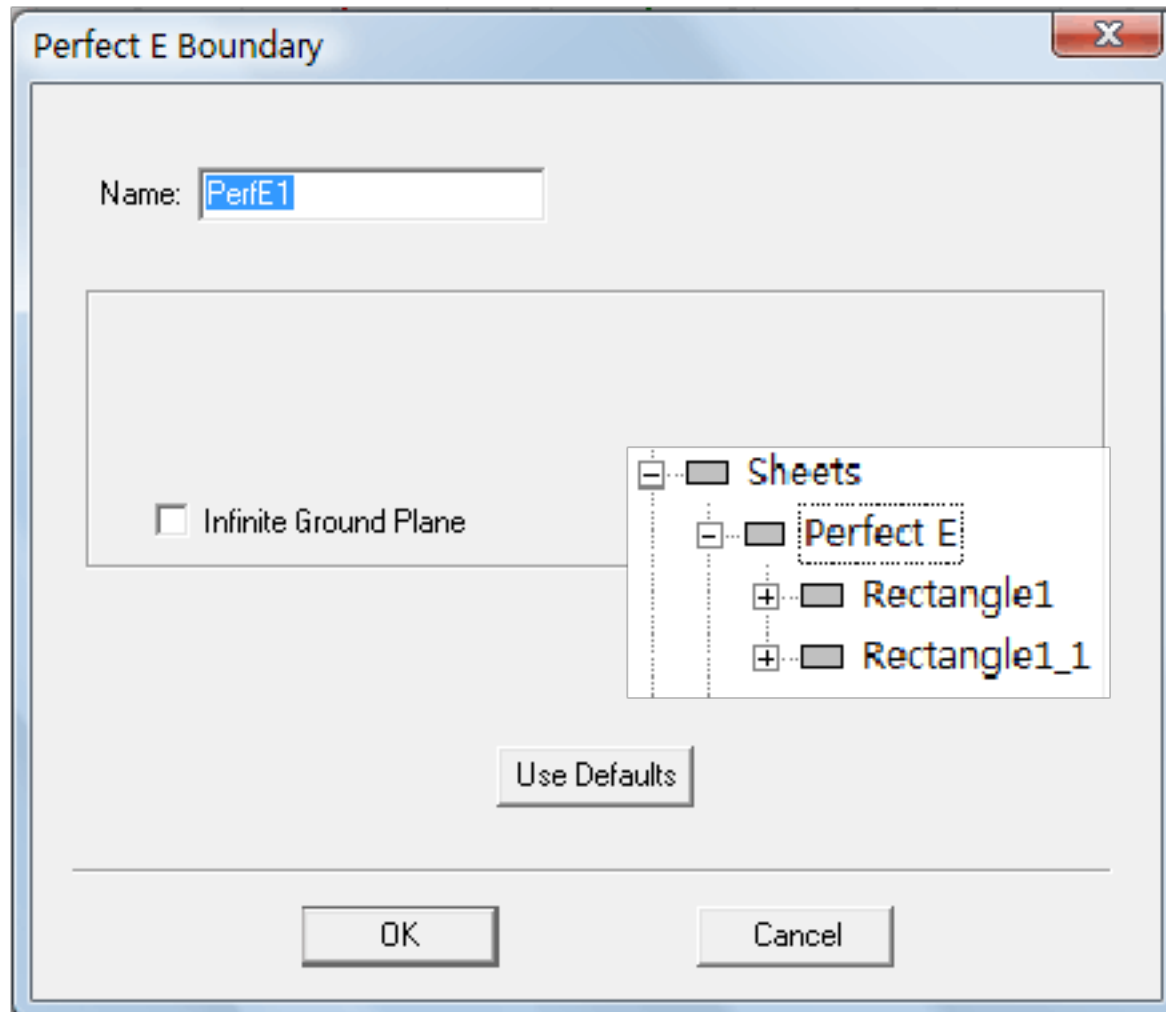 Perfect E Boundary
Name: PerfE1
Infinite Ground Plane
Sheets
Perfect E
Rectangle1
Rectangle1_1
Use Defaults
OK Cancel